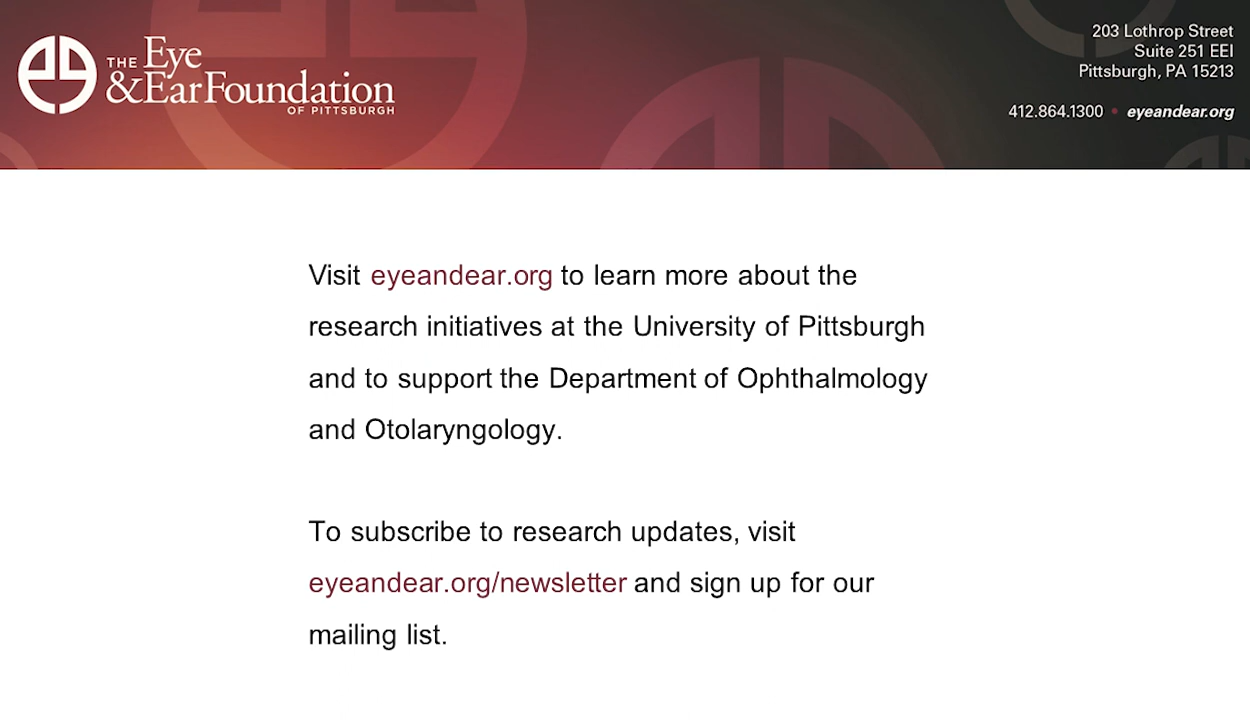 THE Eye
&Ear Foundation
OF PITTSBURGH
203 Lothrop Street
Suite 251 EEI
Pittsburgh, PA 15213
412.864.1300 • eyeandear.org
Visit eyeandear.org to learn more about the
research initiatives at the University of Pittsburgh
and to support the Department of Ophthalmology
and Otolaryngology.
To subscribe to research updates, visit
eyeandear.org/newsletter and sign up for our
mailing list.